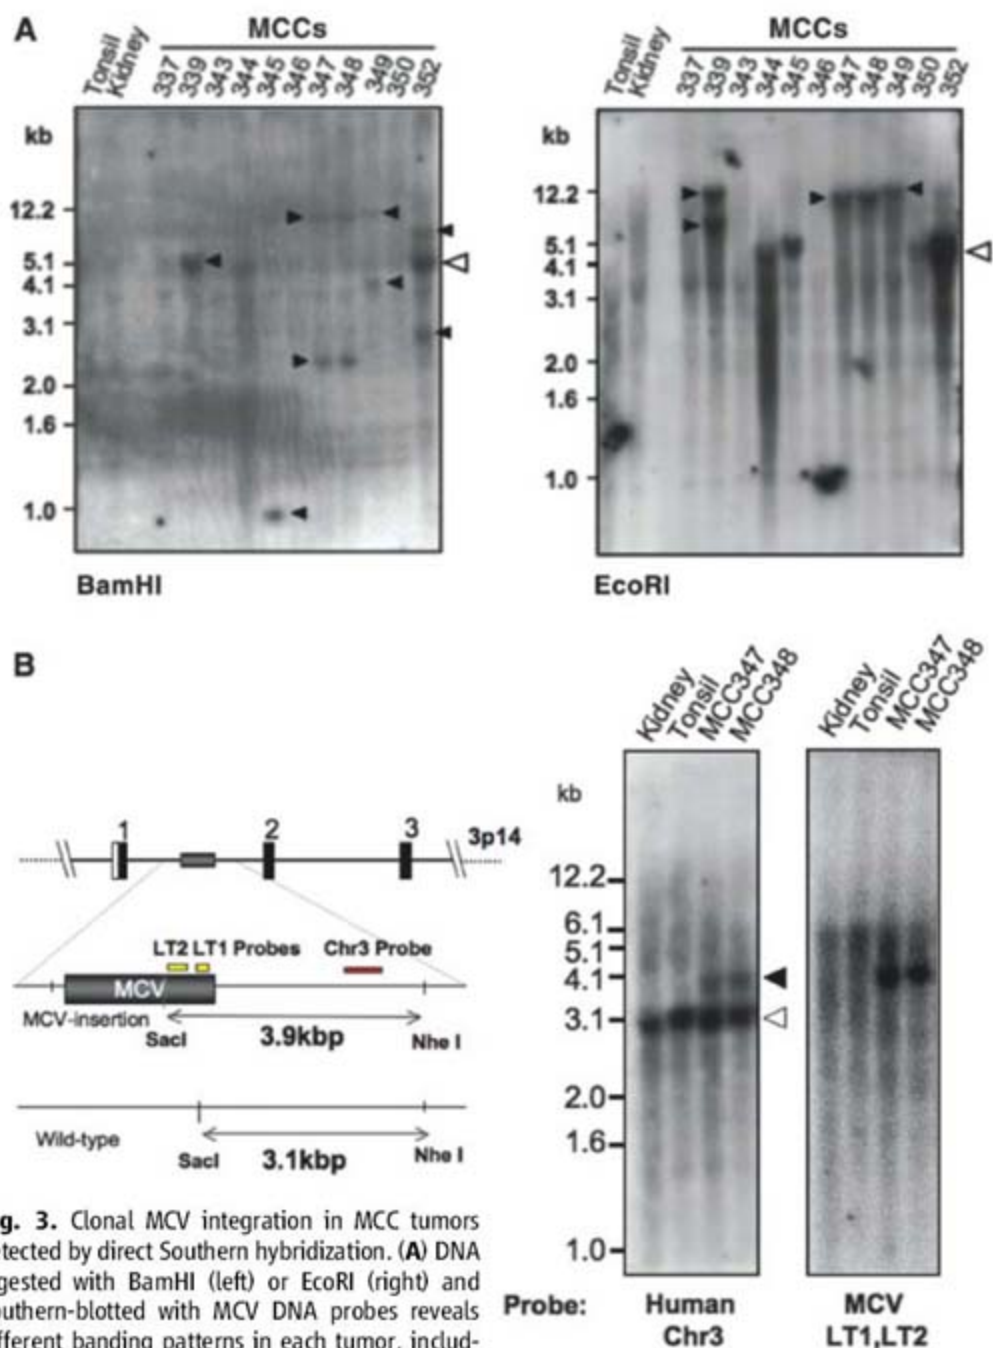 A
MCCs
Tonsil Kidney 337 339 343 344 345 346 347 348 349 350 352
kb
12.2
5.1
4.1
3.1
2.0
1.6
1.0
BamHI
MCCs
Tonsil Kidney 337 339 343 344 345 346 347 348 349 350 352
kb
12.2
5.1
4.1
3.1
2.0
1.6
1.0
EcoRI
B
1 2 3 3p14
LT2 LT1 Probes Chr3 Probe
MCV
MCV-insertion
SacI 3.9kbp Nhe I
Wild-type
SacI 3.1kbp Nhe I
Kidney Tonsil MCC347 MCC348
Kidney Tonsil MCC347 MCC348
kb
12.2
6.1
5.1
4.1
3.1
2.0
1.6
1.0
Probe: Human Chr3
MCV LT1,LT2
g. 3. Clonal MCV integration in MCC tumors
tected by direct Southern hybridization. (A) DNA
gested with BamHI (left) or EcoRI (right) and
outhern-blotted with MCV DNA probes reveals
fferent banding patterns in each tumor, includ-